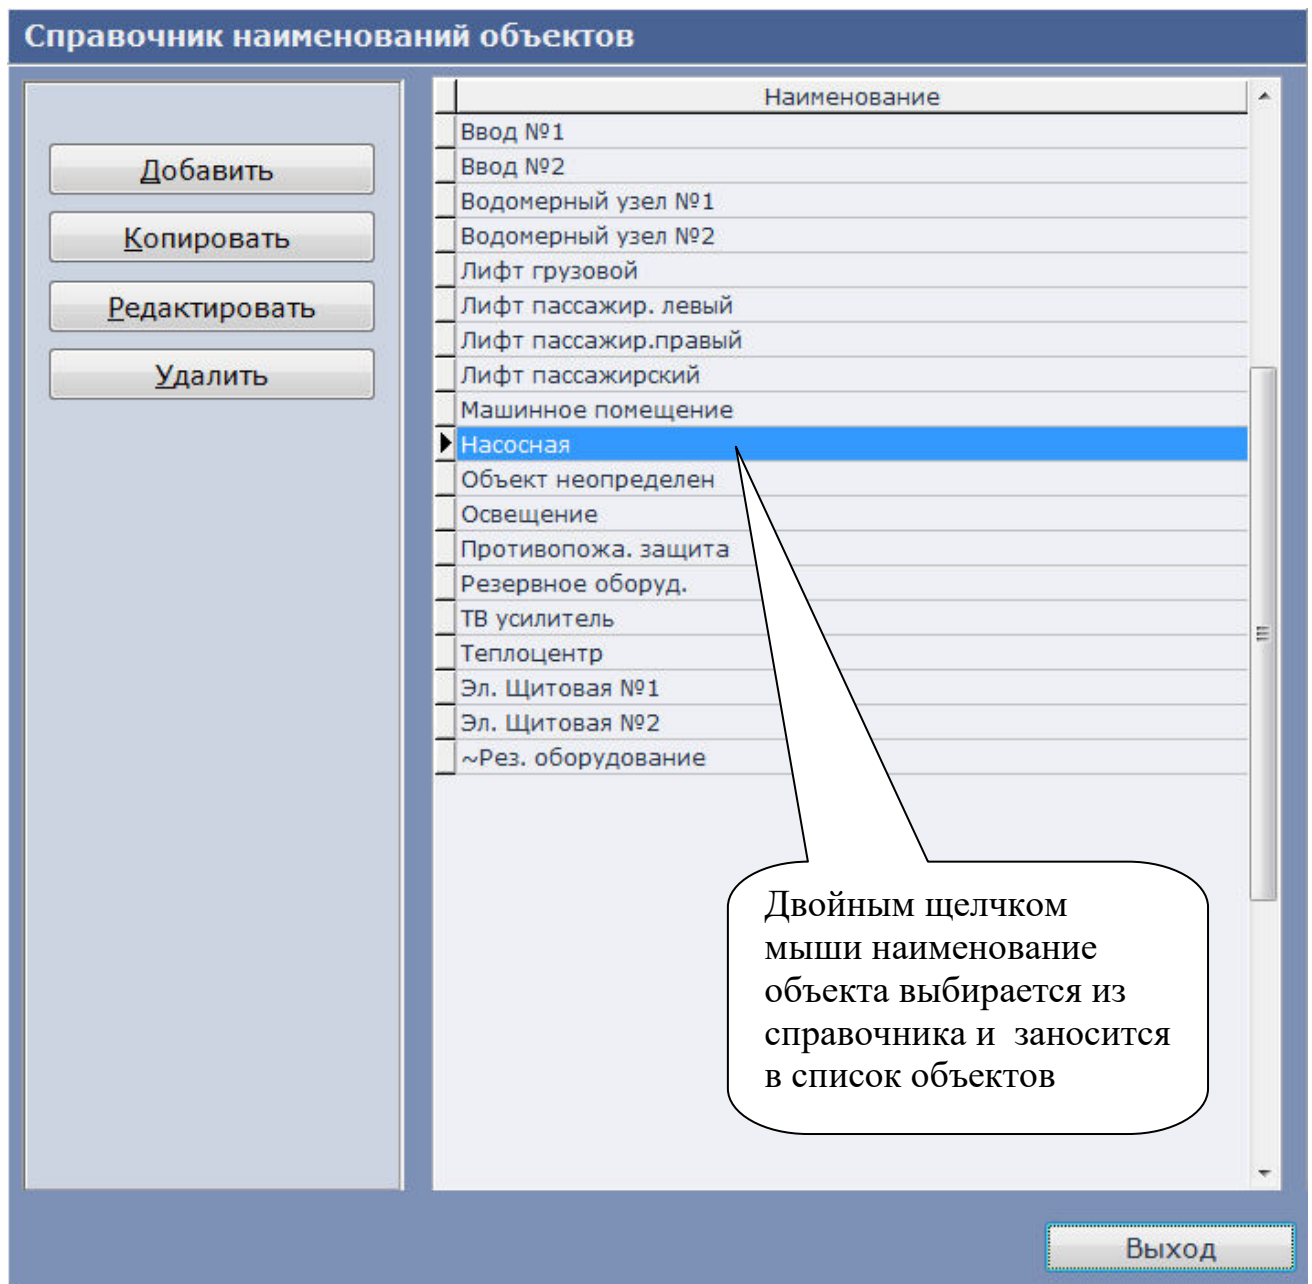 Справочник наименований объектов
Добавить
Копировать
Редактировать
Удалить
Наименование
Ввод №1
Ввод №2
Водомерный узел №1
Водомерный узел №2
Лифт грузовой
Лифт пассажир. левый
Лифт пассажир.правый
Лифт пассажирский
Машинное помещение
Насосная
Объект неопределен
Освещение
Противопожа. защита
Резервное оборуд.
ТВ усилитель
Теплоцентр
Эл. Щитовая №1
Эл. Щитовая №2
~Рез. оборудование
Двойным щелчком
мыши наименование
объекта выбирается из
справочника и  заносится
в список объектов
Выход